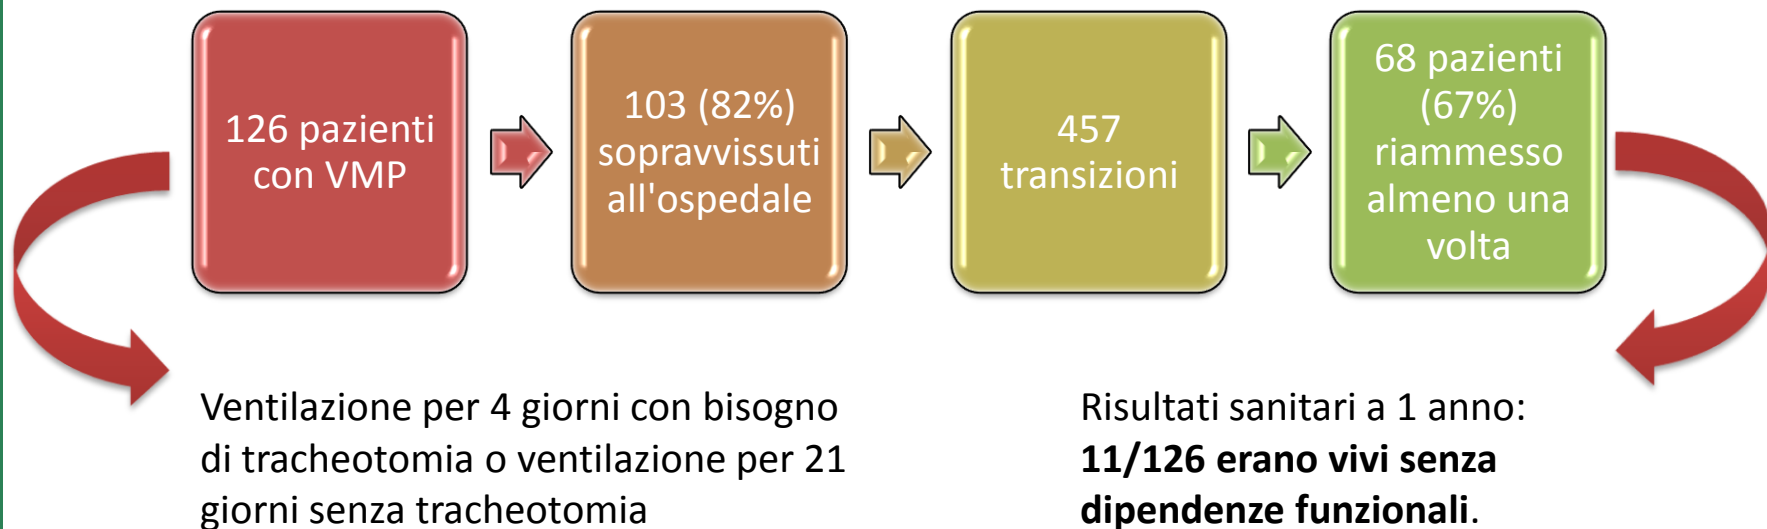 126 pazienti
con VMP
103 (82%)
sopravvissuti
all'ospedale
457
transizioni
68 pazienti
(67%)
riammesso
almeno una
volta
Ventilazione per 4 giorni con bisogno
di tracheotomia o ventilazione per 21
giorni senza tracheotomia
Risultati sanitari a 1 anno:
11/126 erano vivi senza
dipendenze funzionali.